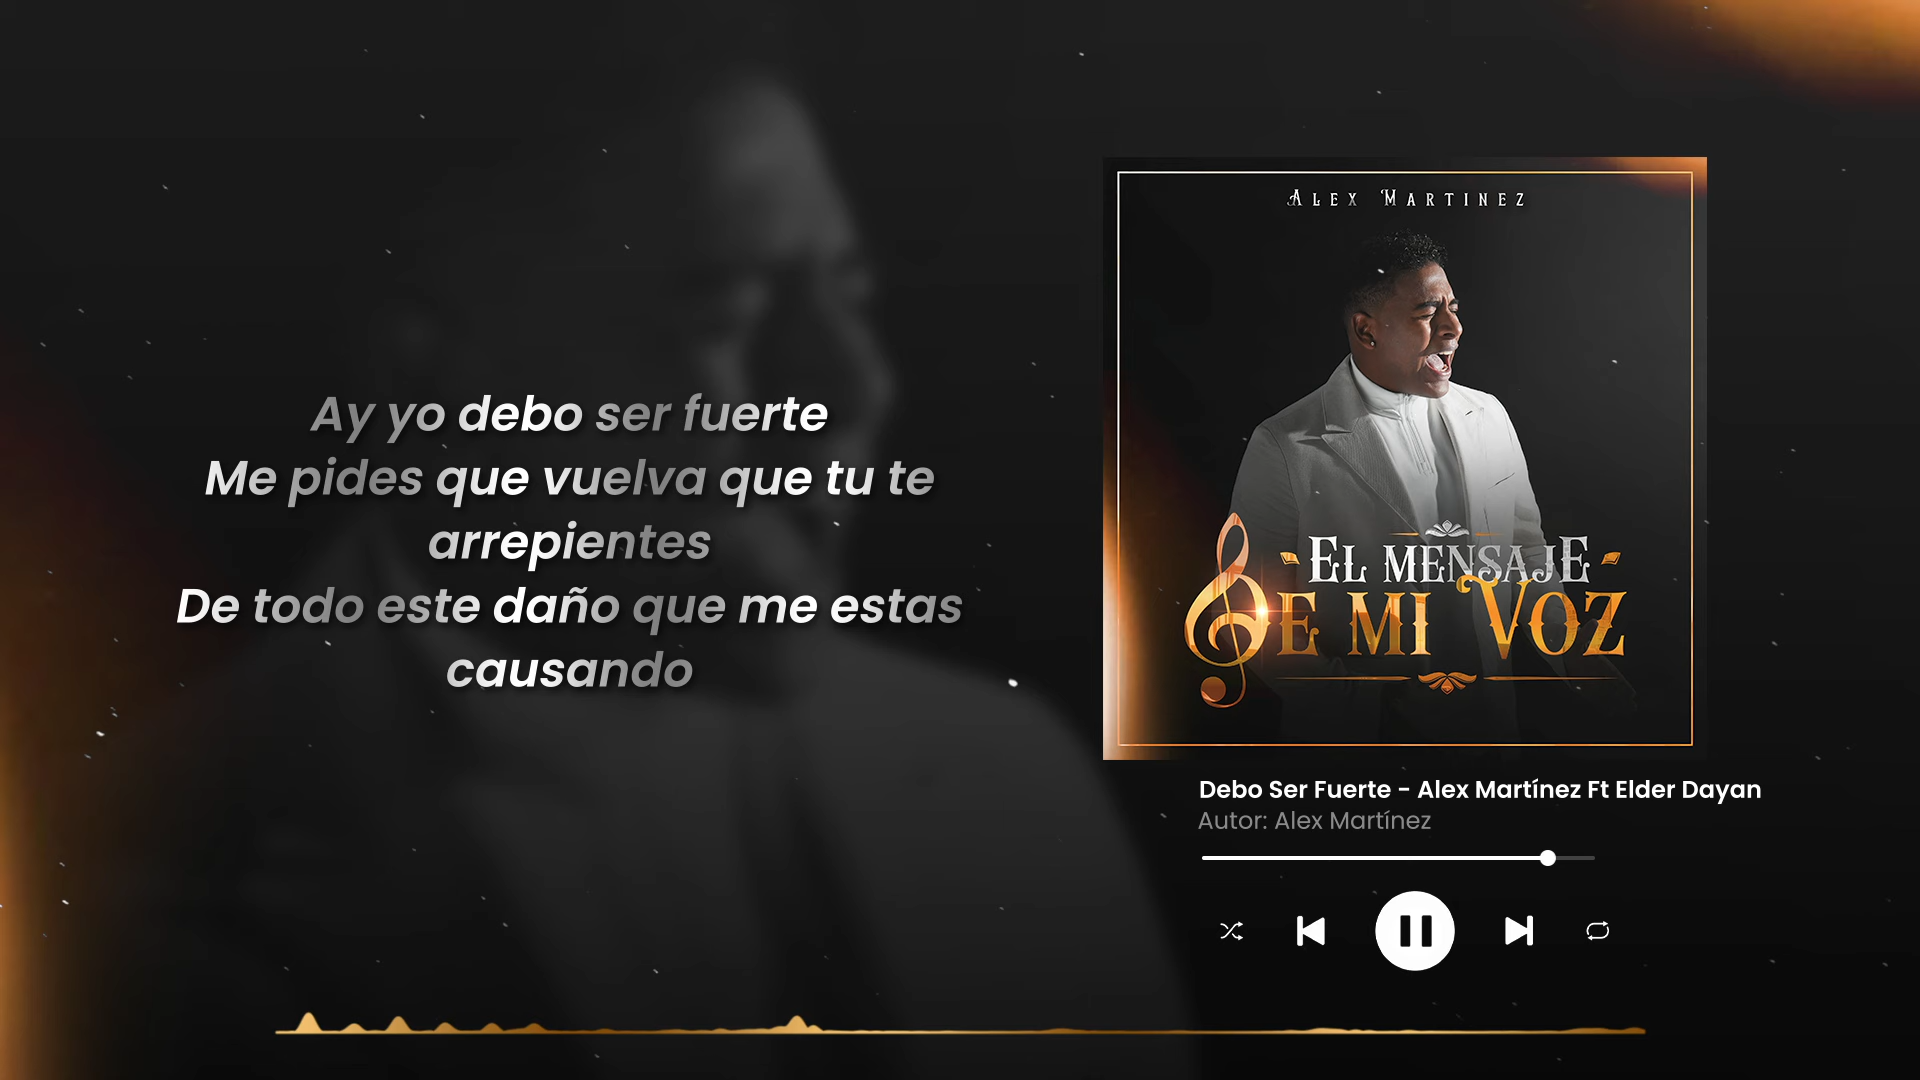 Ay yo debo ser fuerte
Me pides que vuelva que tu te
arrepientes
De todo este daño que me estas
causando
ALEX MARTINEZ
EL MENSAJE
DE MI VOZ
Debo Ser Fuerte - Alex Martínez Ft Elder Dayan
Autor: Alex Martínez